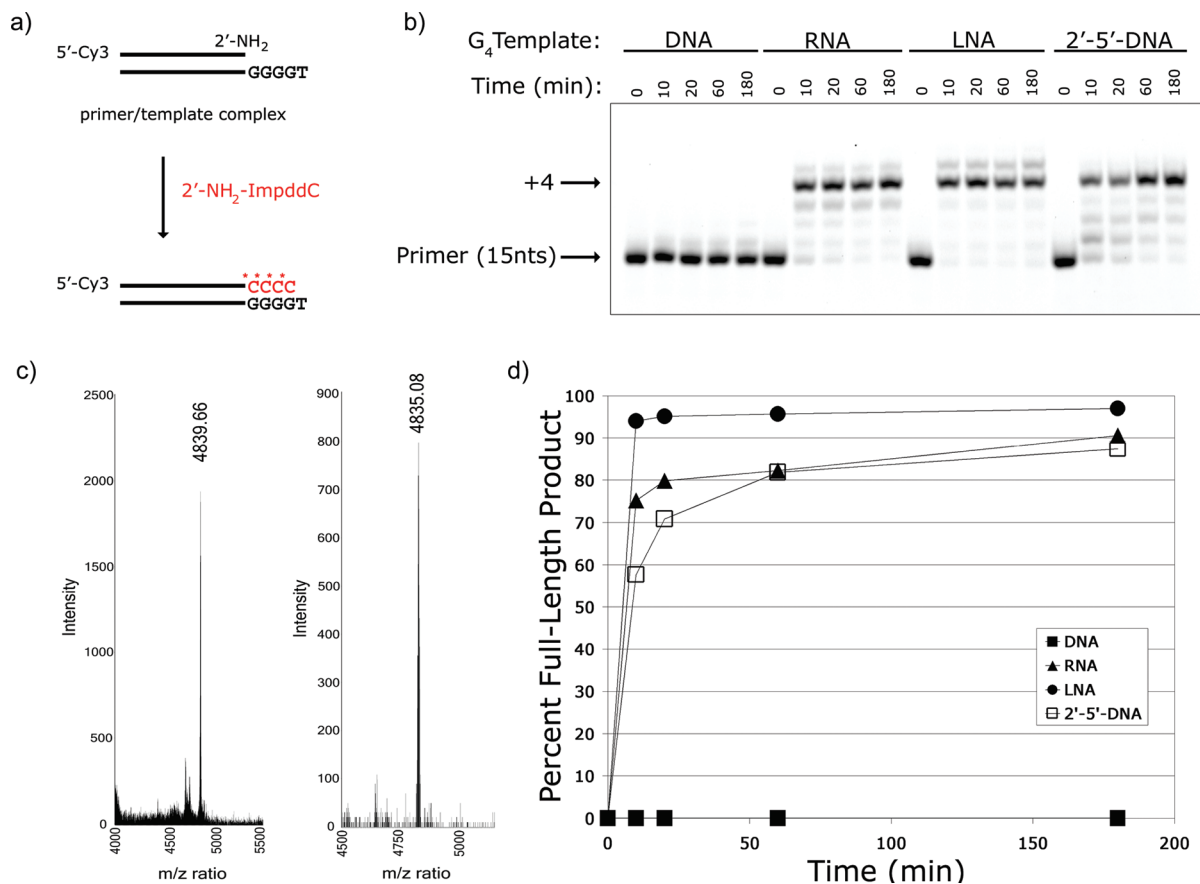 a)
5′-Cy3
2′-NH₂
GGGGT
primer/template complex
2′-NH₂-ImpddC
5′-Cy3
* * * *
CCCC
GGGGT
b)
G₄Template: DNA RNA LNA 2′-5′-DNA
Time (min): 0 10 20 60 180 0 10 20 60 180 0 10 20 60 180 0 10 20 60 180
+4
Primer (15nts)
c)
2500
2000
1500
1000
500
0
Intensity
4839.66
4000 4500 5000 5500
m/z ratio
900
800
700
600
500
400
300
200
100
0
Intensity
4835.08
4500 4750 5000
m/z ratio
d)
Percent Full-Length Product
100
90
80
70
60
50
40
30
20
10
0
DNA
RNA
LNA
2'-5'-DNA
0 50 100 150 200
Time (min)